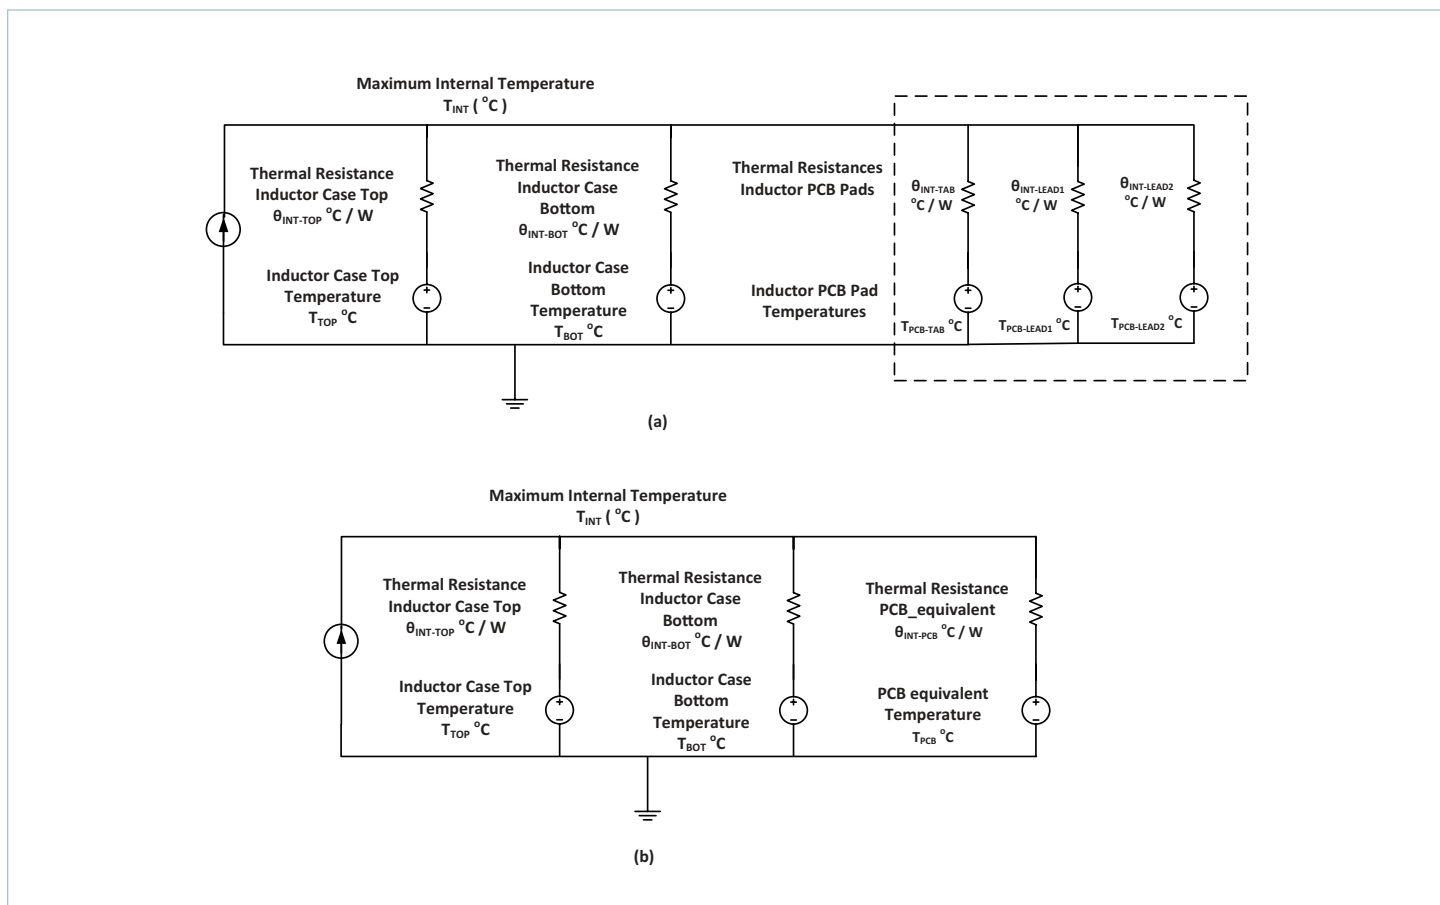 Maximum Internal Temperature
T_INT ( °C )
Thermal Resistance
Inductor Case Top
θ_INT-TOP °C / W
Inductor Case Top
Temperature
T_TOP °C
Thermal Resistance
Inductor Case
Bottom
θ_INT-BOT °C / W
Inductor Case
Bottom
Temperature
T_BOT °C
Thermal Resistances
Inductor PCB Pads
Inductor PCB Pad
Temperatures
θ_INT-TAB
°C / W
θ_INT-LEAD1
°C / W
θ_INT-LEAD2
°C / W
+
−
+
−
+
−
+
−
+
−
T_PCB-TAB °C
T_PCB-LEAD1 °C
T_PCB-LEAD2 °C
(a)
Maximum Internal Temperature
T_INT ( °C )
Thermal Resistance
Inductor Case Top
θ_INT-TOP °C / W
Inductor Case Top
Temperature
T_TOP °C
Thermal Resistance
Inductor Case
Bottom
θ_INT-BOT °C / W
Inductor Case
Bottom
Temperature
T_BOT °C
Thermal Resistance
PCB_equivalent
θ_INT-PCB °C / W
PCB equivalent
Temperature
T_PCB °C
+
−
+
−
+
−
(b)